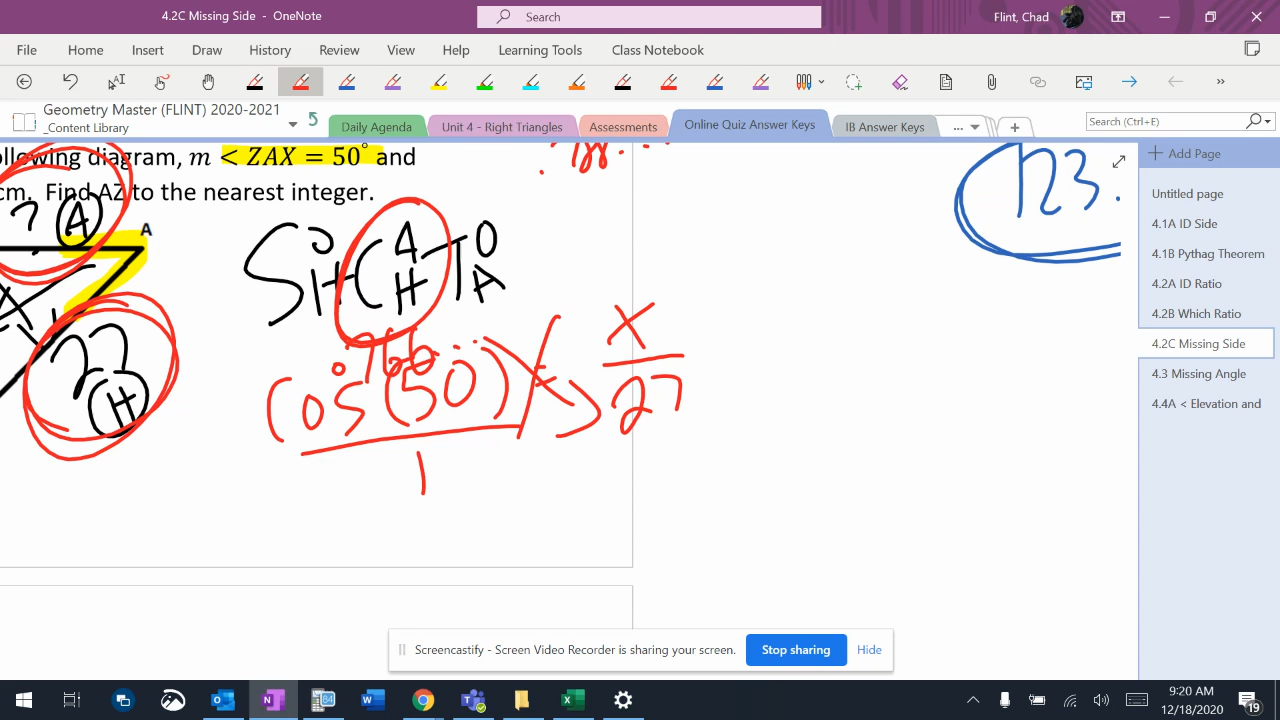 4.2C Missing Side - OneNote
Search
Flint, Chad
File Home Insert Draw History Review View Help Learning Tools Class Notebook
Geometry Master (FLINT) 2020-2021
_Content Library
Daily Agenda
Unit 4 - Right Triangles
Assessments
Online Quiz Answer Keys
IB Answer Keys
...
Search (Ctrl+E)
ollowing diagram, m < ZAX = 50° and
cm. Find AZ to the nearest integer.
? A
A
27
H
S O H C A H T O A
cos(50)
1
x
27
123.
Add Page
Untitled page
4.1A ID Side
4.1B Pythag Theorem
4.2A ID Ratio
4.2B Which Ratio
4.2C Missing Side
4.3 Missing Angle
4.4A < Elevation and
Screencastify - Screen Video Recorder is sharing your screen.
Stop sharing
Hide
9:20 AM
12/18/2020
19